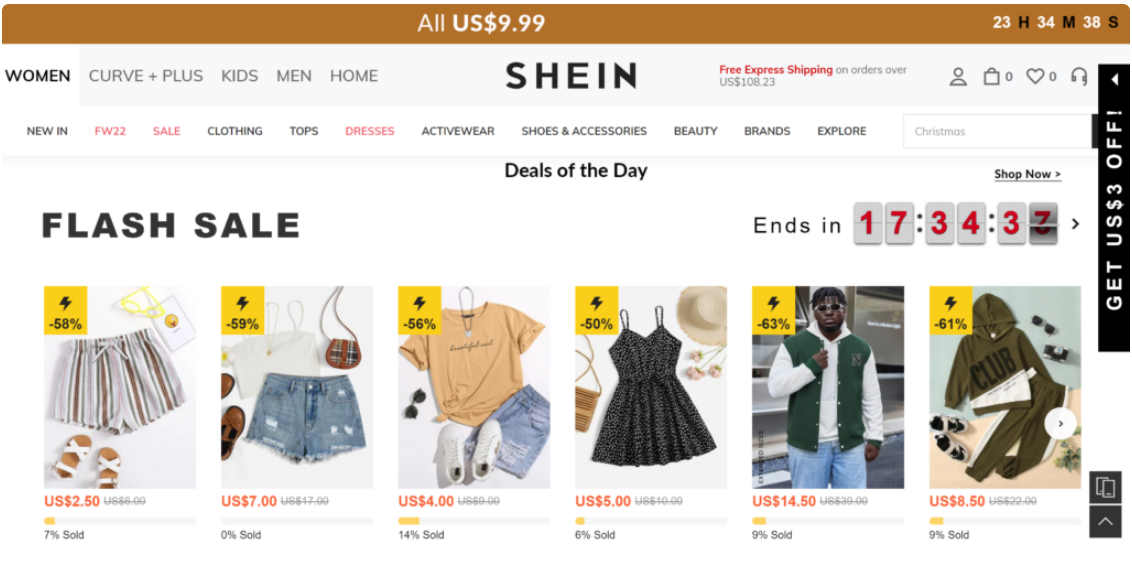 All US$9.99
23 H 34 M 38 S
WOMEN CURVE + PLUS KIDS MEN HOME
SHEIN
Free Express Shipping on orders over
US$108.23
0 0
NEW IN FW22 SALE CLOTHING TOPS DRESSES ACTIVEWEAR SHOES & ACCESSORIES BEAUTY BRANDS EXPLORE
Christmas
GET US$3 OFF!
Deals of the Day
Shop Now >
FLASH SALE
Ends in 17:34:3
-58% -59% -56% -50% -63% -61%
beautiful soul
CLUB
EXTENDED SIZES
US$2.50 US$6.00
7% Sold
US$7.00 US$17.00
0% Sold
US$4.00 US$9.00
14% Sold
US$5.00 US$10.00
6% Sold
US$14.50 US$39.00
9% Sold
US$8.50 US$22.00
9% Sold